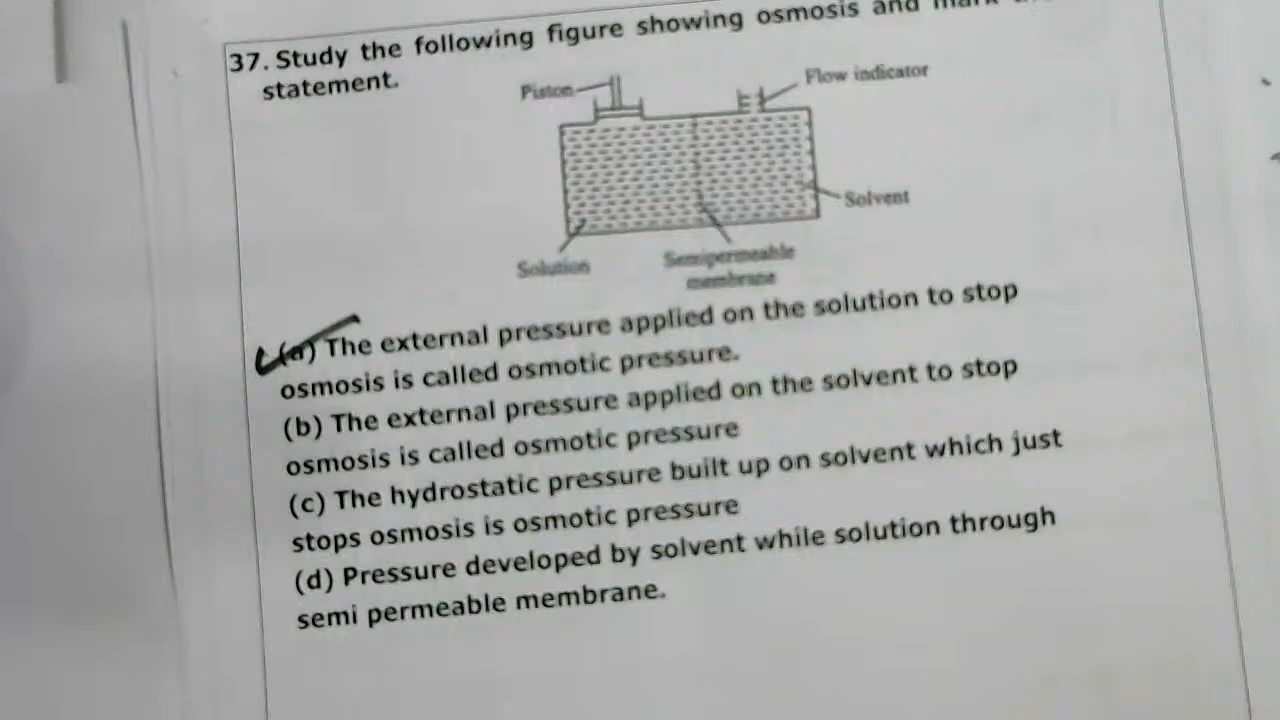 37. Study the following figure showing osmosis and mark
statement.
Piston
Flow indicator
Solvent
Solution
Semipermeable
membrane
(a) The external pressure applied on the solution to stop
osmosis is called osmotic pressure.
(b) The external pressure applied on the solvent to stop
osmosis is called osmotic pressure
(c) The hydrostatic pressure built up on solvent which just
stops osmosis is osmotic pressure
(d) Pressure developed by solvent while solution through
semi permeable membrane.